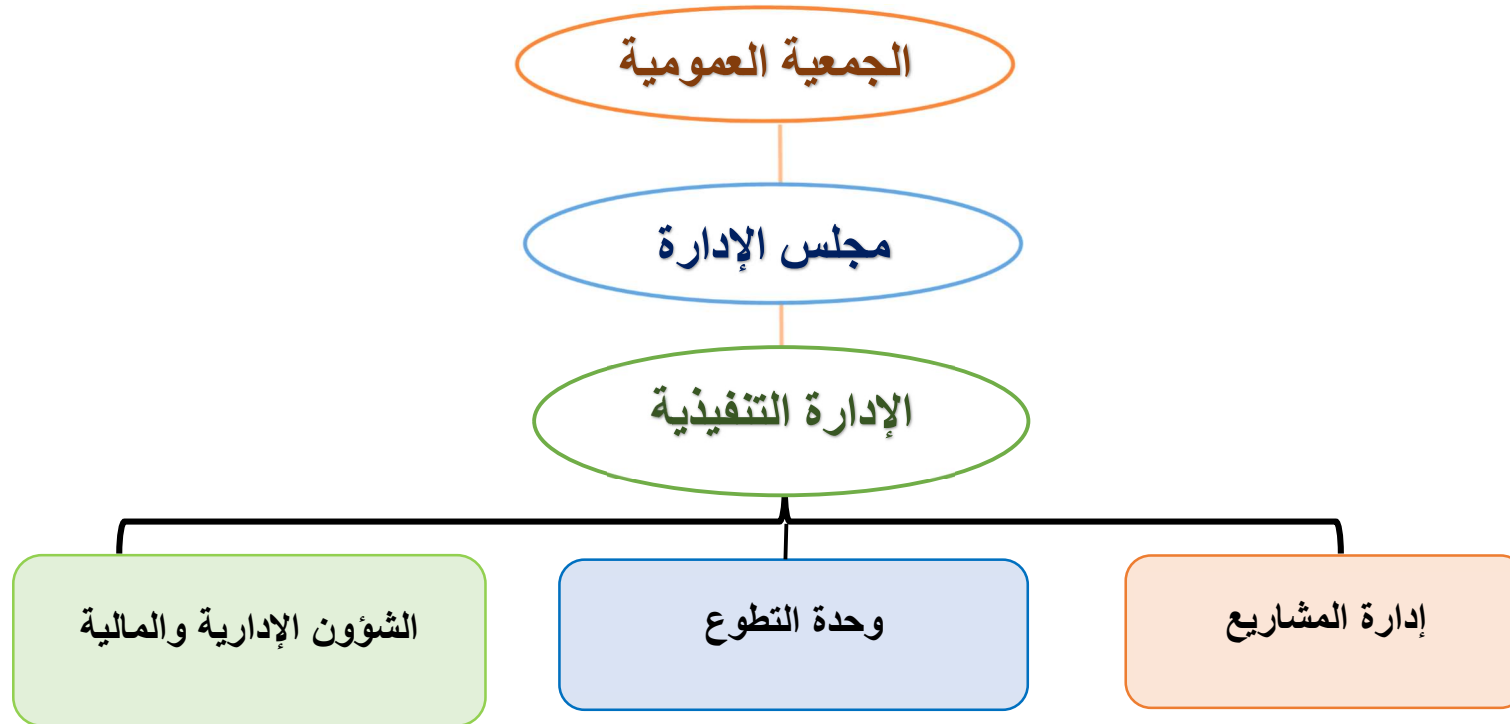 الجمعية العمومية
مجلس الإدارة
الإدارة التنفيذية
إدارة المشاريع
وحدة التطوع
الشؤون الإدارية والمالية